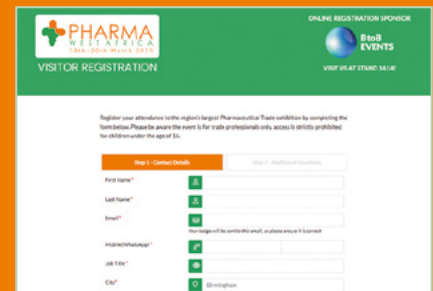 PHARMA
WEST AFRICA
18th-20th March 2025
VISITOR REGISTRATION
ONLINE REGISTRATION SPONSOR
BtoB
EVENTS
VISIT US AT STAND
Register your attendance to the region's largest Pharmaceutical Trade exhibition by completing the
form below. Please be aware the event is for trade professionals only, access is strictly prohibited
for children under the age of 16.
Step 1 - Contact Details
Step 2 - Additional Questions
First Name*
Last Name*
Email*
Your badge will be sent to this email, so please ensure it is correct
Mobile(WhatsApp)*
Job Title*
City*
Birmingham